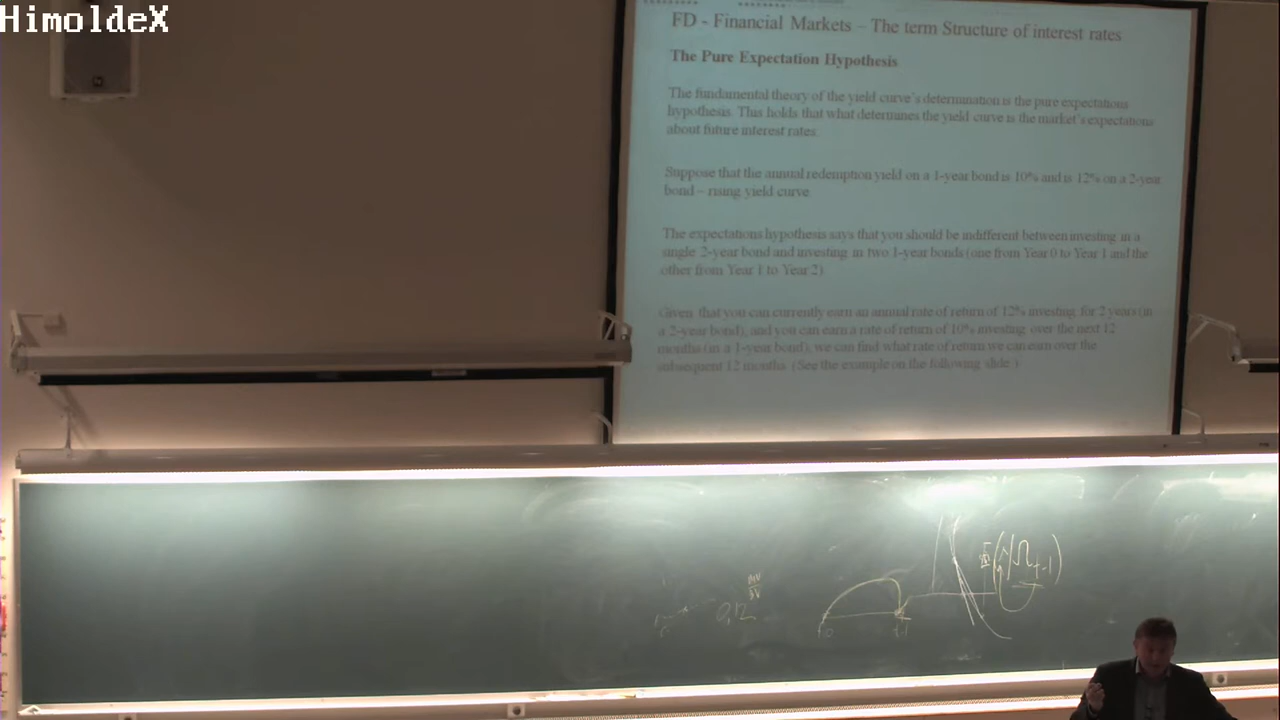 HimoldeX
FD - Financial Markets – The term Structure of interest rates
The Pure Expectation Hypothesis
The fundamental theory of the yield curve's determination is the pure expectations
hypothesis. This holds that what determines the yield curve is the market's expectations
about future interest rates.
Suppose that the annual redemption yield on a 1-year bond is 10% and is 12% on a 2-year
bond – rising yield curve.
The expectations hypothesis says that you should be indifferent between investing in a
single 2-year bond and investing in two 1-year bonds (one from Year 0 to Year 1 and the
other from Year 1 to Year 2)
Given that you can currently earn an annual rate of return of 12% investing for 2 years (in
a 2-year bond), and you can earn a rate of return of 10% investing over the next 12
months (in a 1-year bond), we can find what rate of return we can earn over the
subsequent 12 months. (See the example on the following slide.)
0,12